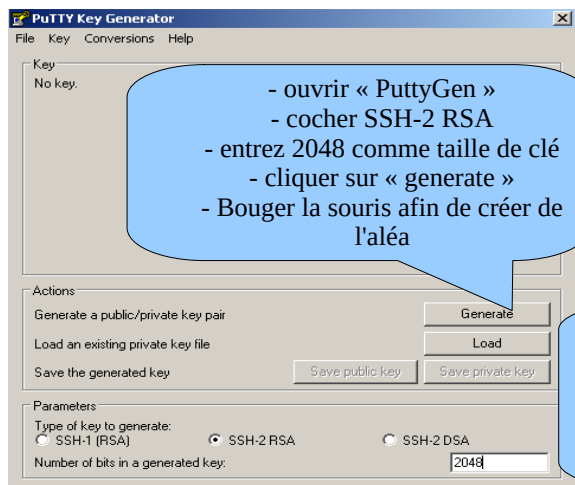 PuTTY Key Generator
File Key Conversions Help
Key
No key.
- ouvrir « PuttyGen »
- cocher SSH-2 RSA
- entrez 2048 comme taille de clé
- cliquer sur « generate »
- Bouger la souris afin de créer de
l'aléa
Actions
Generate a public/private key pair
Generate
Load an existing private key file
Load
Save the generated key
Save public key
Save private key
Parameters
Type of key to generate:
SSH-1 (RSA) SSH-2 RSA SSH-2 DSA
Number of bits in a generated key:
2048